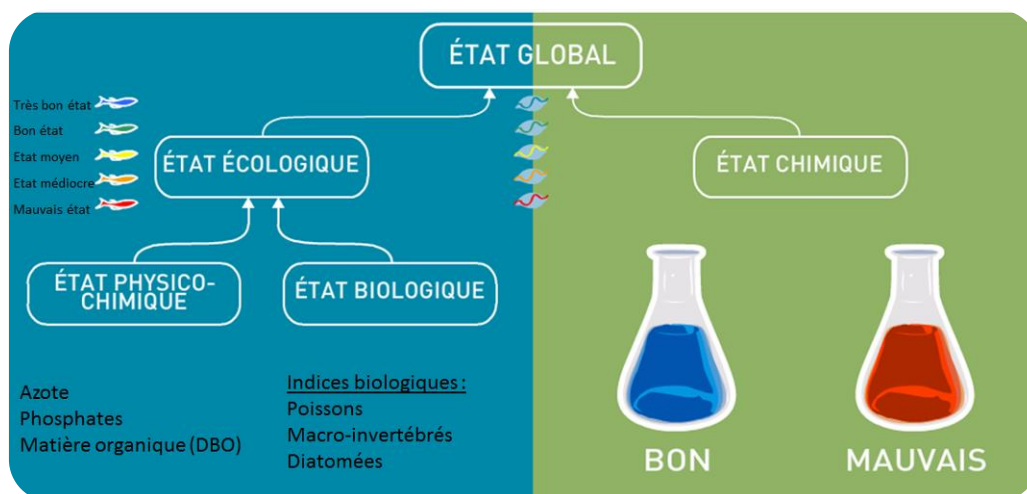 ÉTAT GLOBAL
Très bon état
Bon état
Etat moyen
Etat médiocre
Mauvais état
ÉTAT ÉCOLOGIQUE
ÉTAT CHIMIQUE
ÉTAT PHYSICO-
CHIMIQUE
ÉTAT BIOLOGIQUE
Azote
Phosphates
Matière organique (DBO)
Indices biologiques :
Poissons
Macro-invertébrés
Diatomées
BON
MAUVAIS